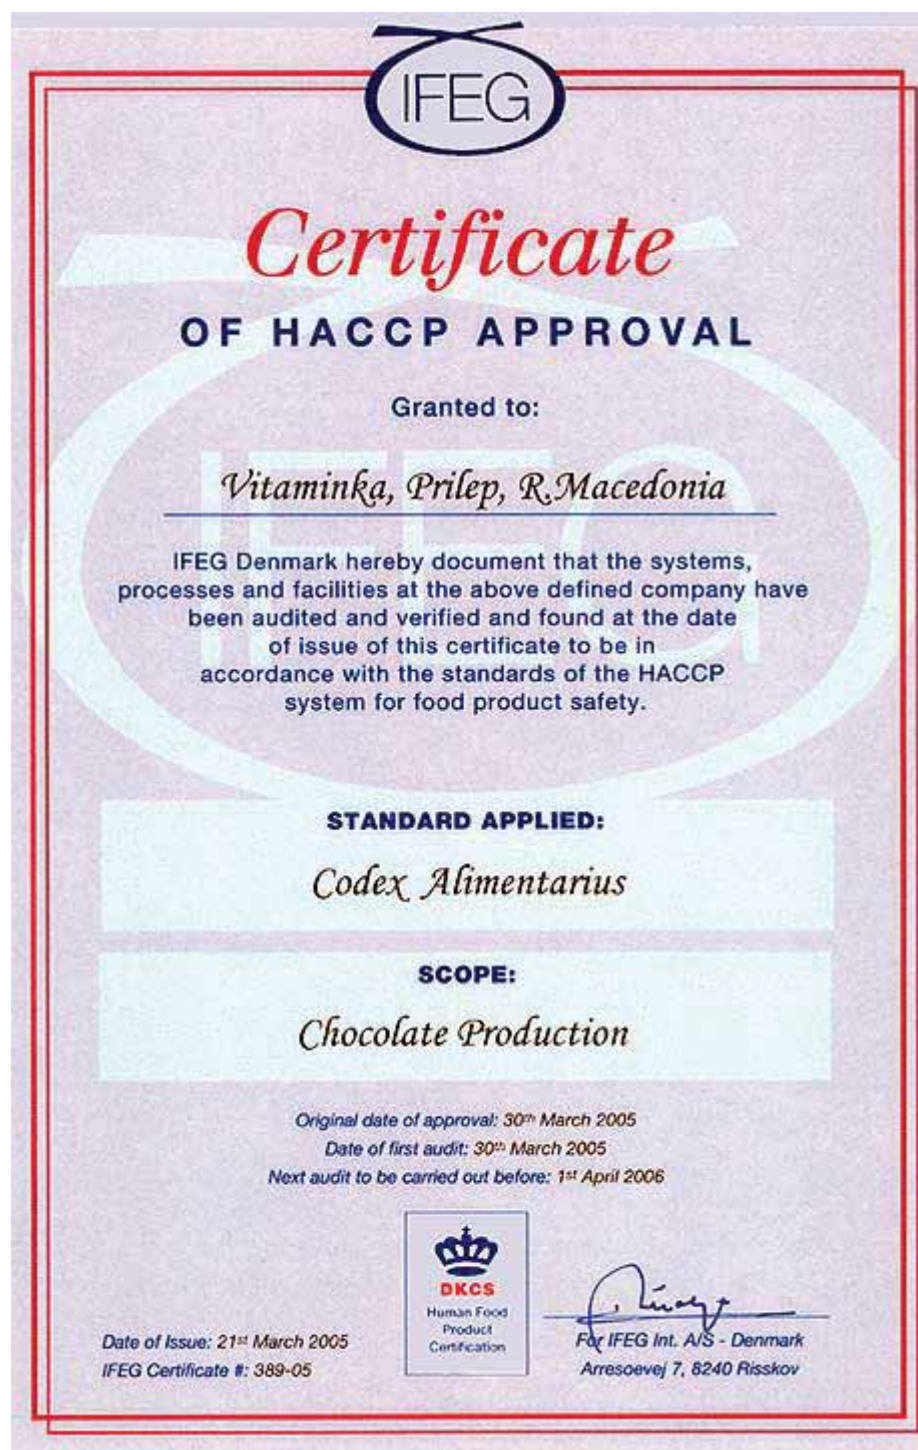 IFEG
Certificate
OF HACCP APPROVAL
Granted to:
Vitaminka, Prilep, R.Macedonia
IFEG Denmark hereby document that the systems,
processes and facilities at the above defined company have
been audited and verified and found at the date
of issue of this certificate to be in
accordance with the standards of the HACCP
system for food product safety.
STANDARD APPLIED:
Codex Alimentarius
SCOPE:
Chocolate Production
Original date of approval: 30th March 2005
Date of first audit: 30th March 2005
Next audit to be carried out before: 1st April 2006
DKCS
Human Food
Product
Certification
Date of Issue: 21st March 2005
IFEG Certificate #: 389-05
For IFEG Int. A/S - Denmark
Arresoevej 7, 8240 Risskov